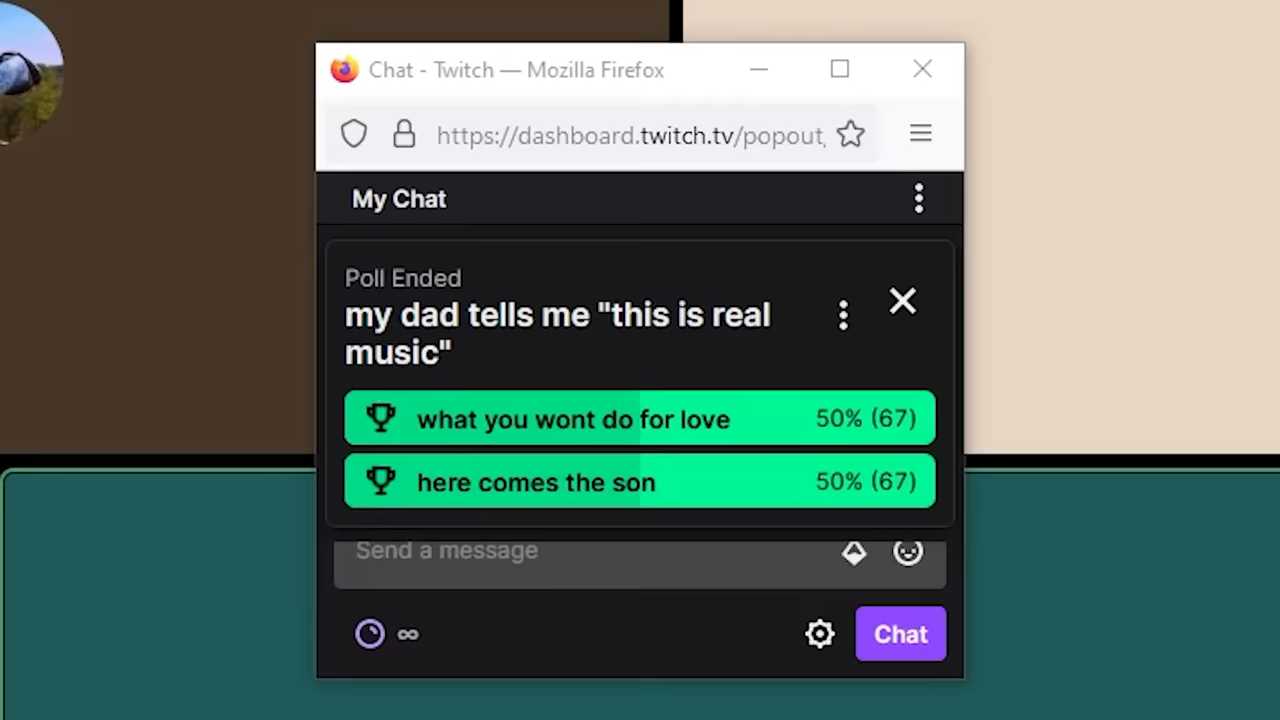 Chat - Twitch — Mozilla Firefox
https://dashboard.twitch.tv/popout
My Chat
Poll Ended
my dad tells me "this is real
music"
what you wont do for love 50% (67)
here comes the son 50% (67)
Send a message
∞
Chat